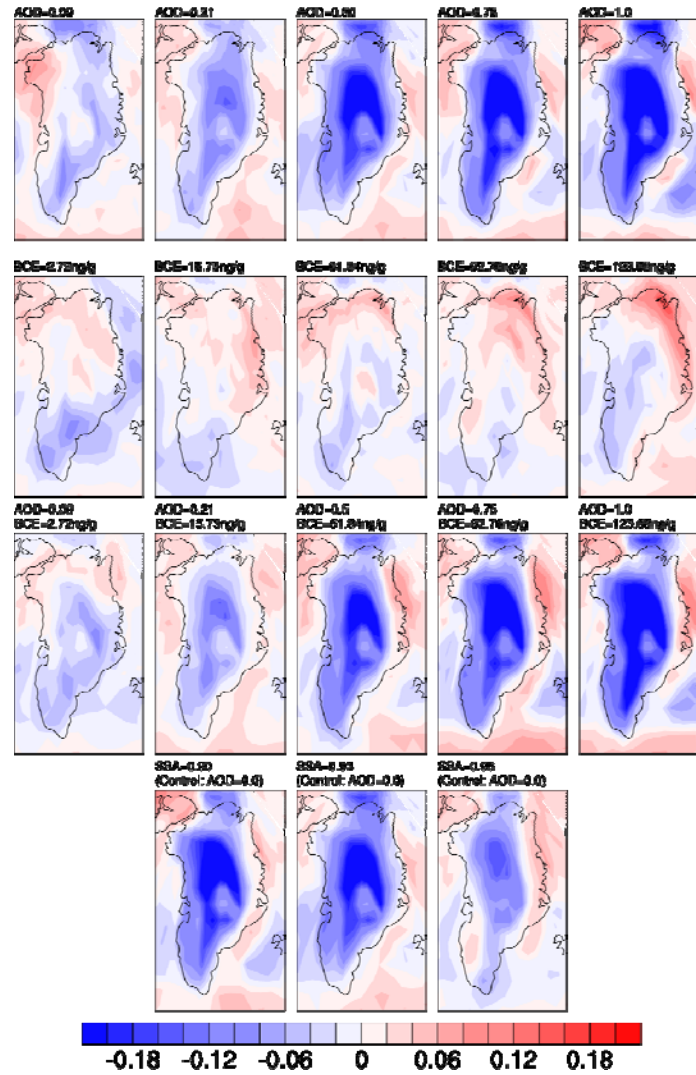 AOD=0.09 AOD=0.21 AOD=0.50 AOD=0.75 AOD=1.0
BCE=2.72ng/g BCE=15.73ng/g BCE=61.84ng/g BCE=92.76ng/g BCE=123.68ng/g
AOD=0.09 AOD=0.21 AOD=0.5 AOD=0.75 AOD=1.0
BCE=2.72ng/g BCE=15.73ng/g BCE=61.84ng/g BCE=92.76ng/g BCE=123.68ng/g
SSA=0.90 SSA=0.93
(Control: AOD=0.0) (Control: AOD=0.0) (Control: AOD=0.0)
-0.18 -0.12 -0.06 0 0.06 0.12 0.18